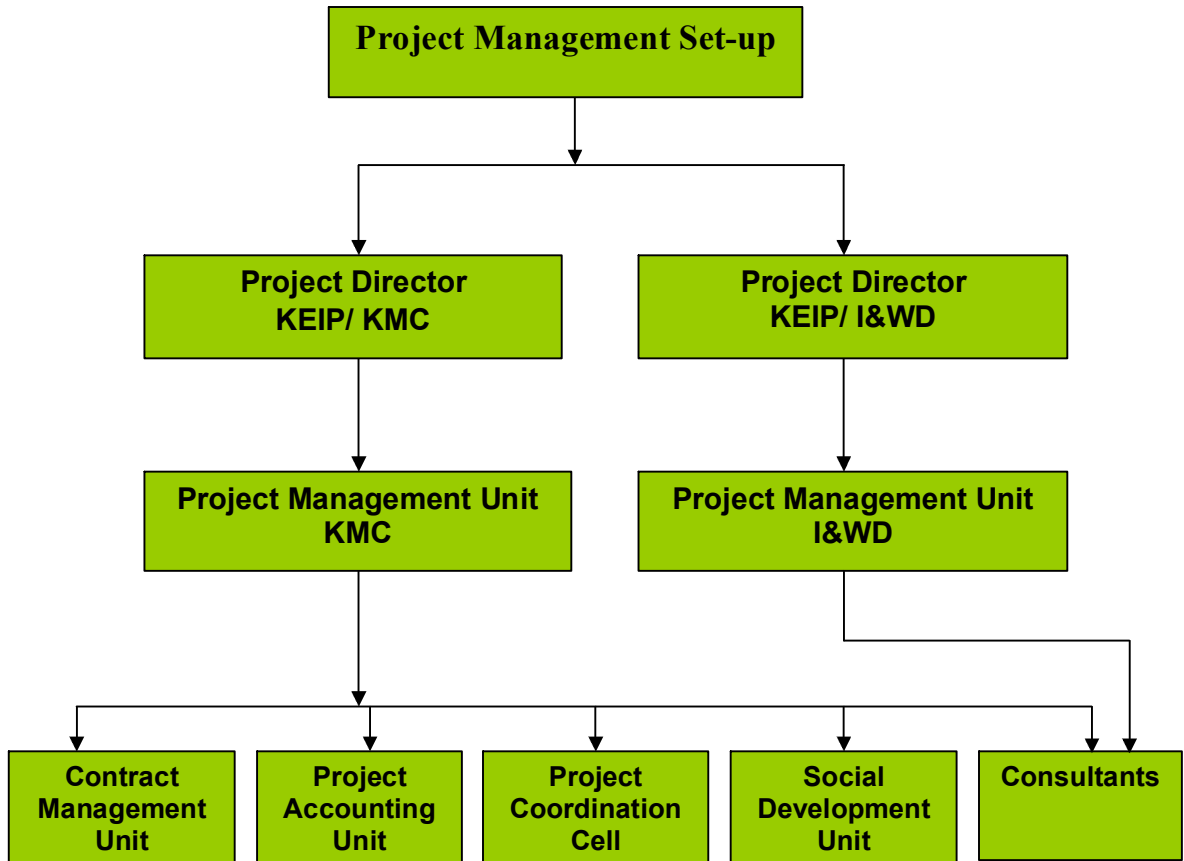 Project Management Set-up
Project Director
KEIP/ KMC
Project Director
KEIP/ I&WD
Project Management Unit
KMC
Project Management Unit
I&WD
Contract
Management
Unit
Project
Accounting
Unit
Project
Coordination
Cell
Social
Development
Unit
Consultants